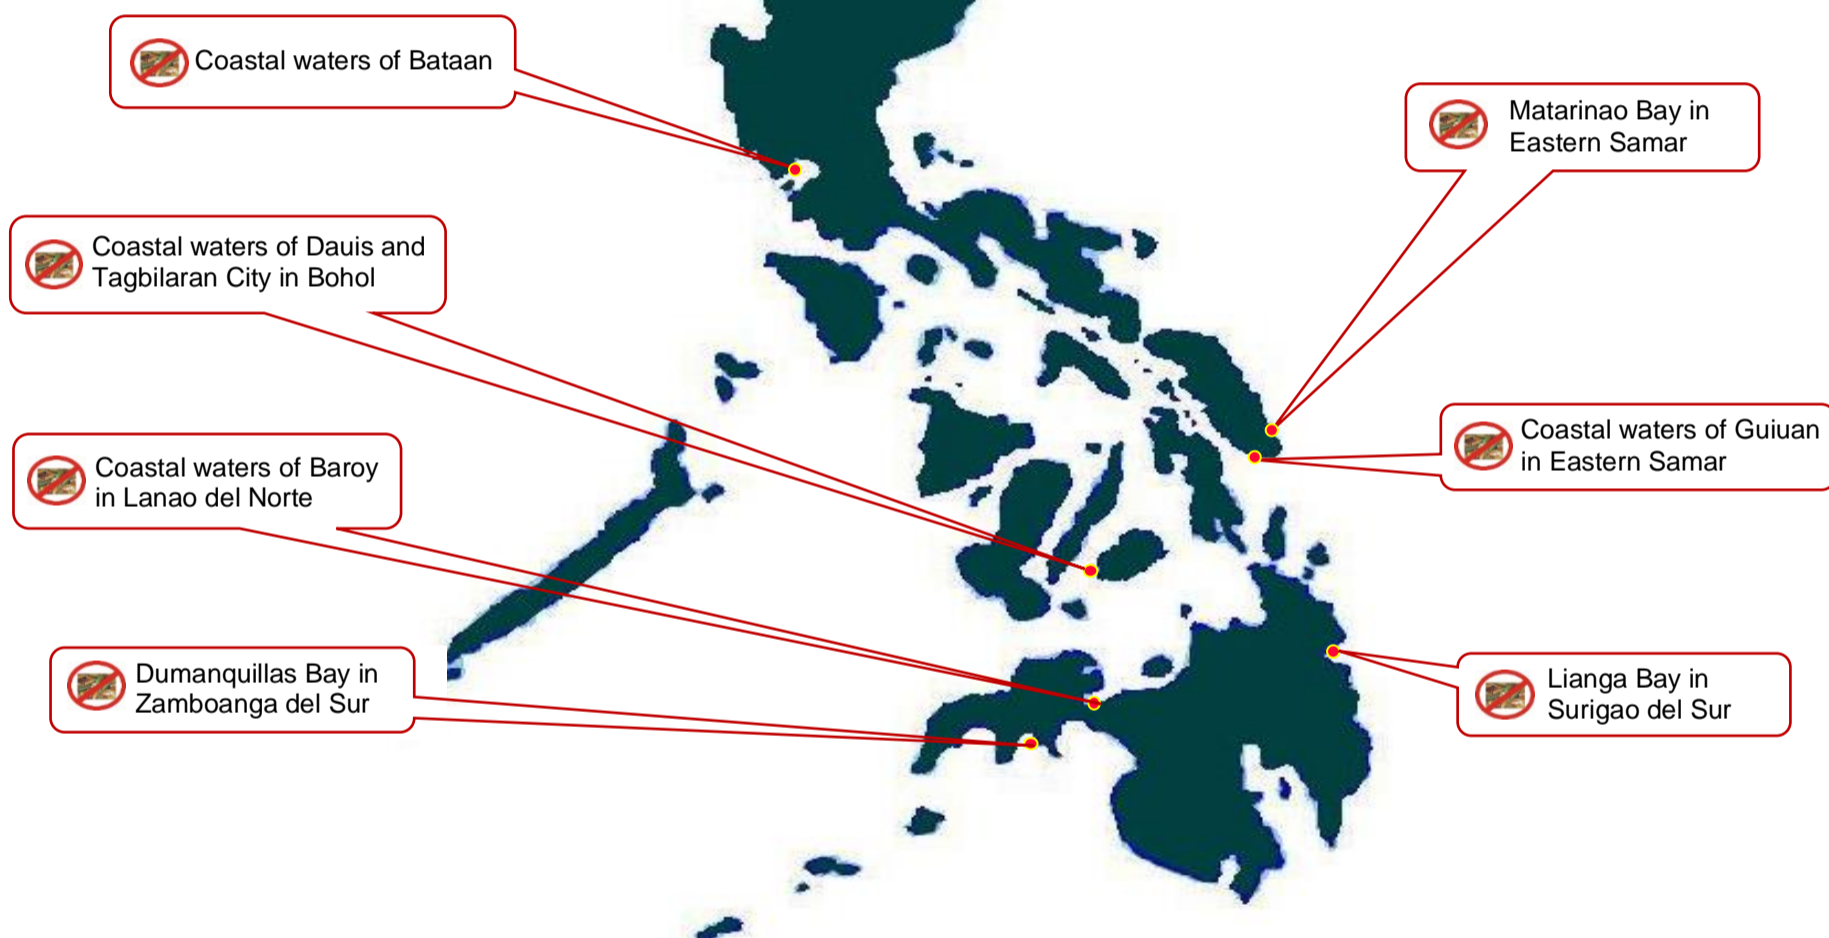 Coastal waters of Bataan
Matarinao Bay in
Eastern Samar
Coastal waters of Dauis and
Tagbilaran City in Bohol
Coastal waters of Guiuan
in Eastern Samar
Coastal waters of Baroy
in Lanao del Norte
Dumanquillas Bay in
Zamboanga del Sur
Lianga Bay in
Surigao del Sur